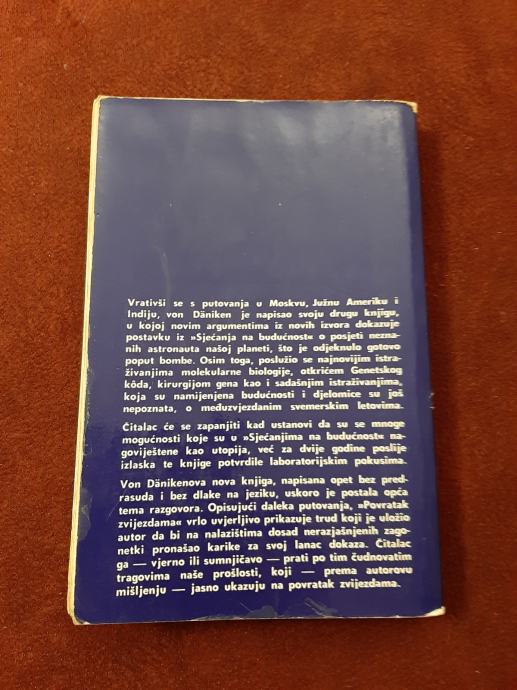 Vrativši se s putovanja u Moskvu, Južnu Ameriku i
Indiju, von Däniken je napisao svoju drugu knjigu,
u kojoj novim argumentima iz novih izvora dokazuje
postavku iz »Sjećanja na budućnost« o posjeti nezna-
nih astronauta našoj planeti, što je odjeknulo gotovo
poput bombe. Osim toga, poslužio se najnovijim istra-
živanjima molekularne biologije, otkrićem Genetskog
kôda, kirurgijom gena kao i sadašnjim istraživanjima,
koja su namijenjena budućnosti i djelomice su još
nepoznata, o međuzvjezdanim svemirskim letovima.
Čitalac će se zapanjiti kad ustanovi da su se mnoge
mogućnosti koje su u »Sjećanjima na budućnost« na-
goviještene kao utopija, već za dvije godine poslije
izlaska te knjige potvrdile laboratorijskim pokusima.
Von Dänikenova nova knjiga, napisana opet bez pred-
rasuda i bez dlake na jeziku, uskoro je postala opća
tema razgovora. Opisujući daleka putovanja, »Povratak
zvijezdama« vrlo uvjerljivo prikazuje trud koji je uložio
autor da bi na nalazištima dosad nerazjašnjenih zago-
netki pronašao karike za svoj lanac dokaza. Čitalac
ga — vjerno ili sumnjičavo — prati po tim čudnovatim
tragovima naše prošlosti, koji — prema autorovu
mišljenju — jasno ukazuju na povratak zvijezdama.